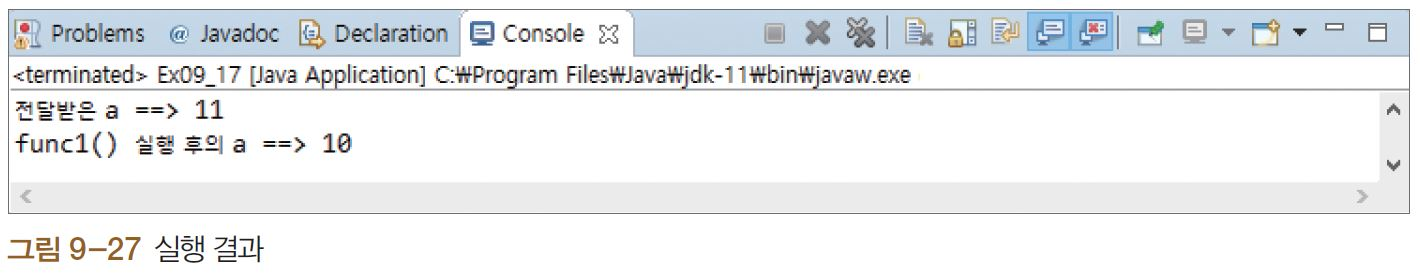 Problems @ Javadoc Declaration Console
<terminated> Ex09_17 [Java Application] C:₩Program Files₩Java₩jdk-11₩bin₩javaw.exe
전달받은 a ==> 11
func1() 실행 후의 a ==> 10
그림 9-27 실행 결과